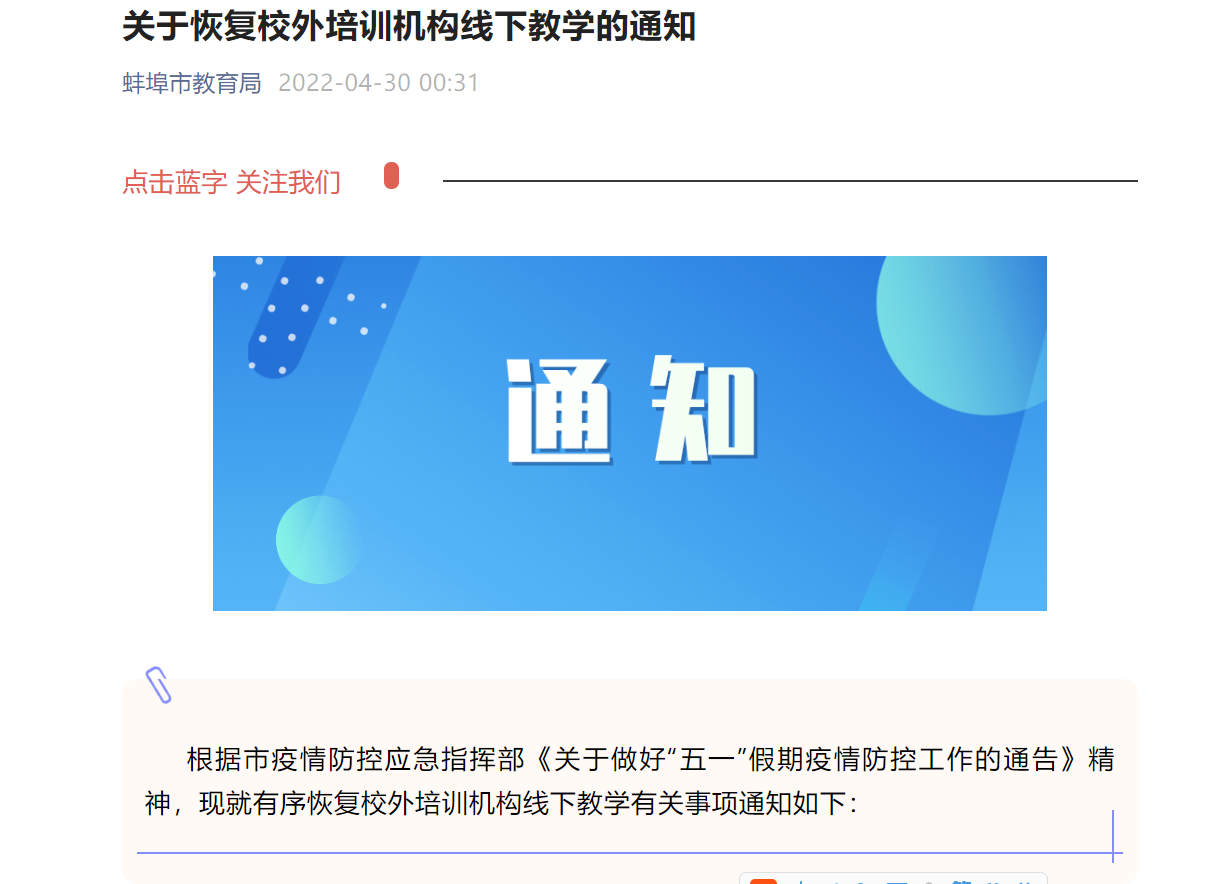 关于恢复校外培训机构线下教学的通知
蚌埠市教育局 2022-04-30 00:31
点击蓝字 关注我们
通知
根据市疫情防控应急指挥部《关于做好“五一”假期疫情防控工作的通告》精
神，现就有序恢复校外培训机构线下教学有关事项通知如下：